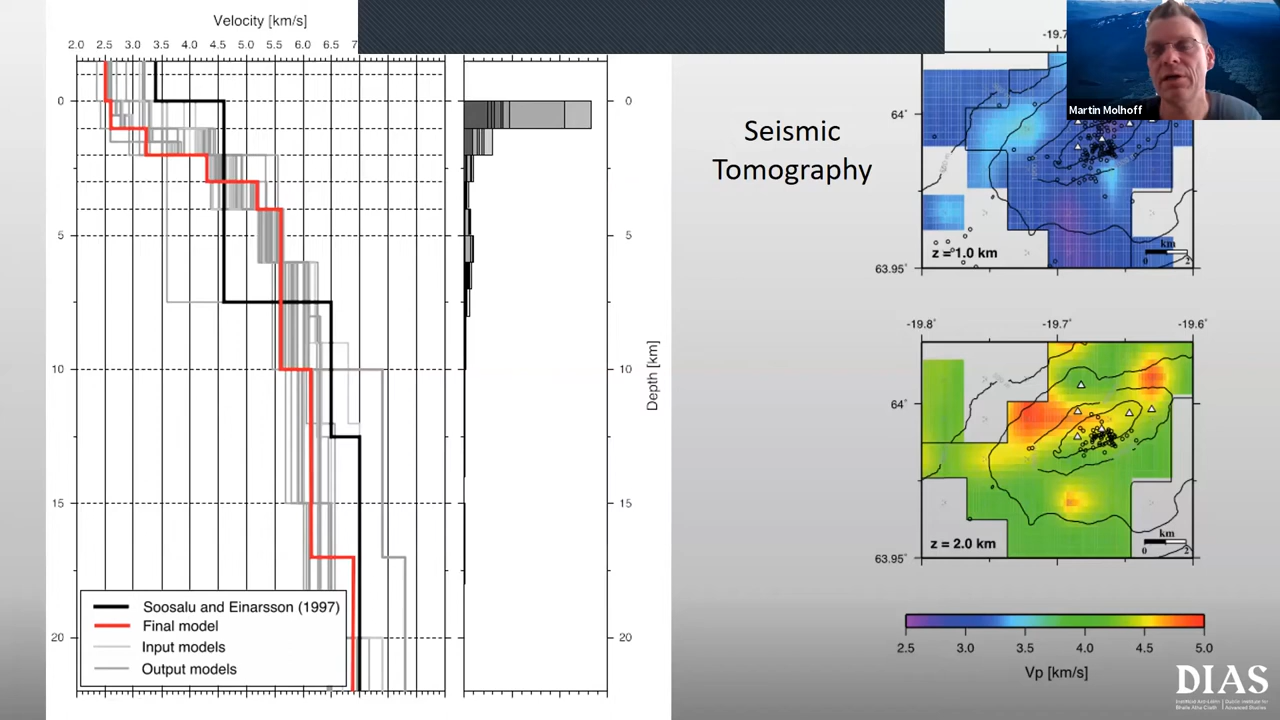 Velocity [km/s]
2.0 2.5 3.0 3.5 4.0 4.5 5.0 5.5 6.0 6.5
0
5
10
15
20
Soosalu and Einarsson (1997)
Final model
Input models
Output models
0
5
10
15
20
Depth [km]
Seismic
Tomography
Martin Molhoff
64°
z = 1.0 km
km
0 2
63.95°
-19.8° -19.7° -19.6°
64°
z = 2.0 km
km
0 2
63.95°
2.5 3.0 3.5 4.0 4.5 5.0
Vp [km/s]
DIAS